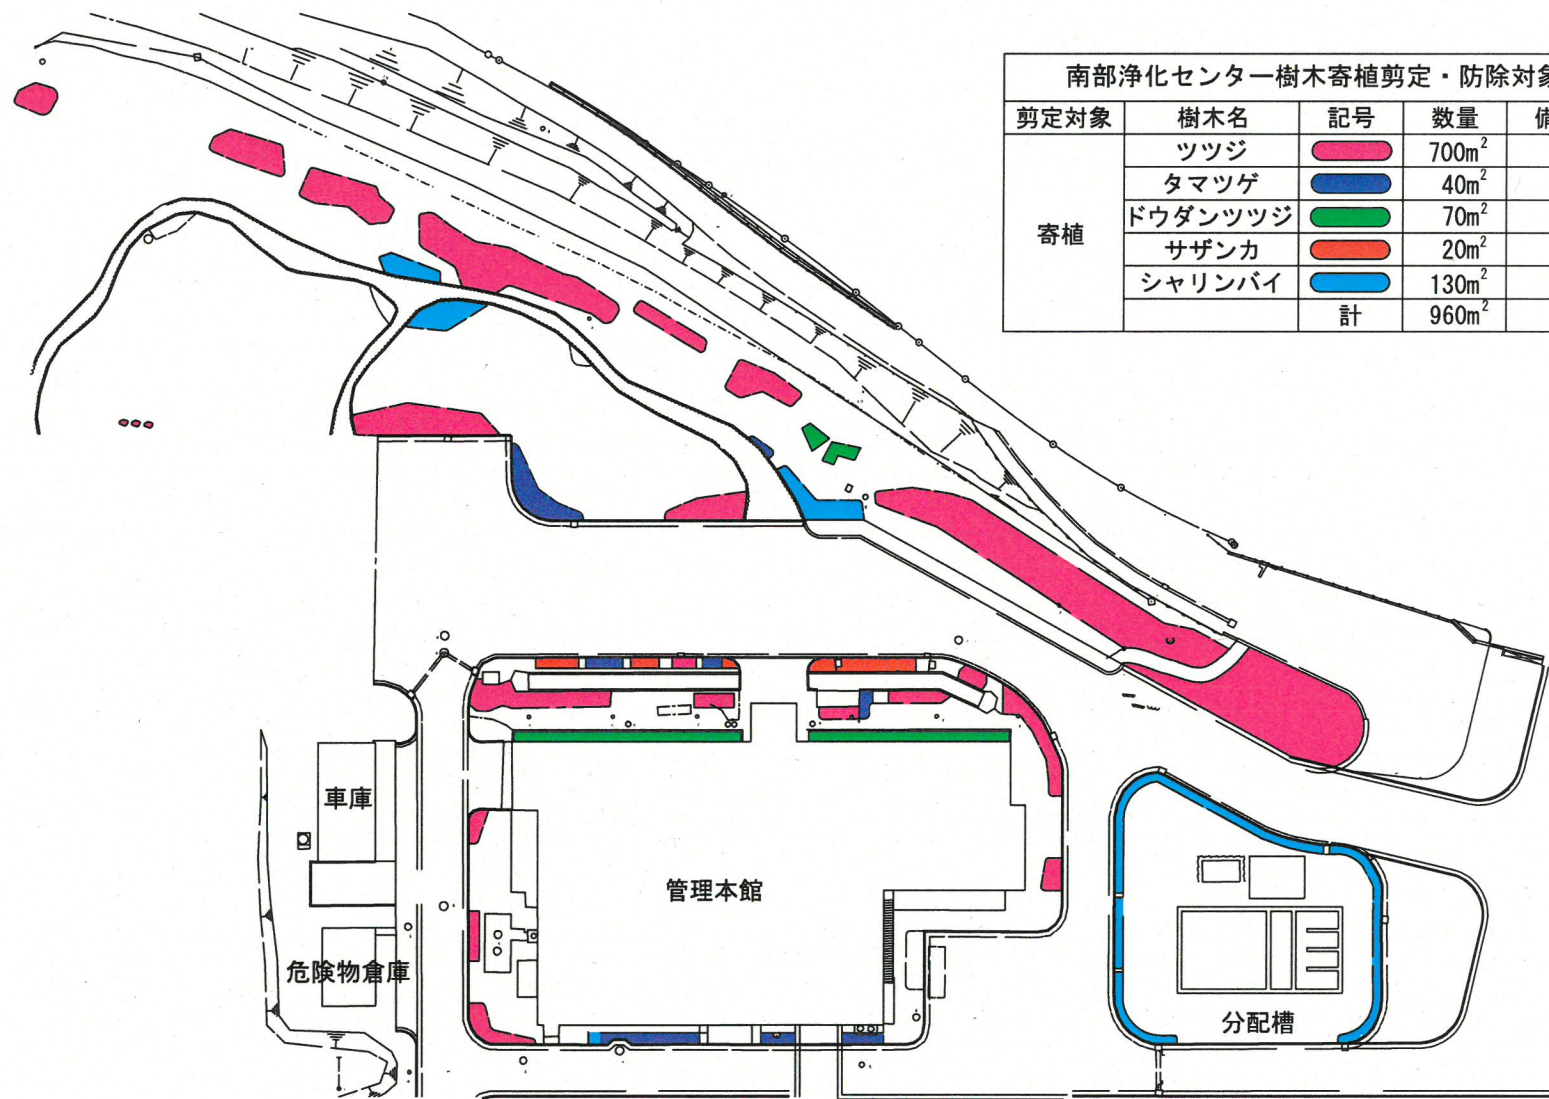 南部浄化センター樹木寄植剪定・防除対象
剪定対象 樹木名 記号 数量
寄植
ツツジ 700m²
タマツゲ 40m²
ドウダンツツジ 70m²
サザンカ 20m²
シャリンバイ 130m²
計 960m²
車庫
管理本館
危険物倉庫
分配槽